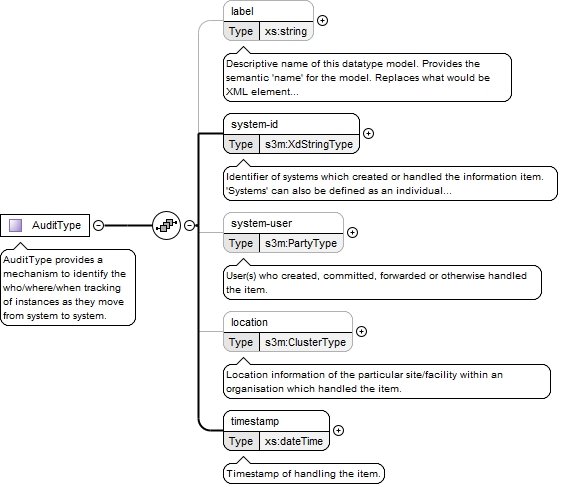 label
Type xs:string
Descriptive name of this datatype model. Provides the
semantic 'name' for the model. Replaces what would be
XML element...
system-id
Type s3m:XdStringType
Identifier of systems which created or handled the information item.
'Systems' can also be defined as an individual...
AuditType
AuditType provides a
mechanism to identify the
who/where/when tracking
of instances as they move
from system to system.
system-user
Type s3m:PartyType
User(s) who created, committed, forwarded or otherwise handled
the item.
location
Type s3m:ClusterType
Location information of the particular site/facility within an
organisation which handled the item.
timestamp
Type xs:dateTime
Timestamp of handling the item.